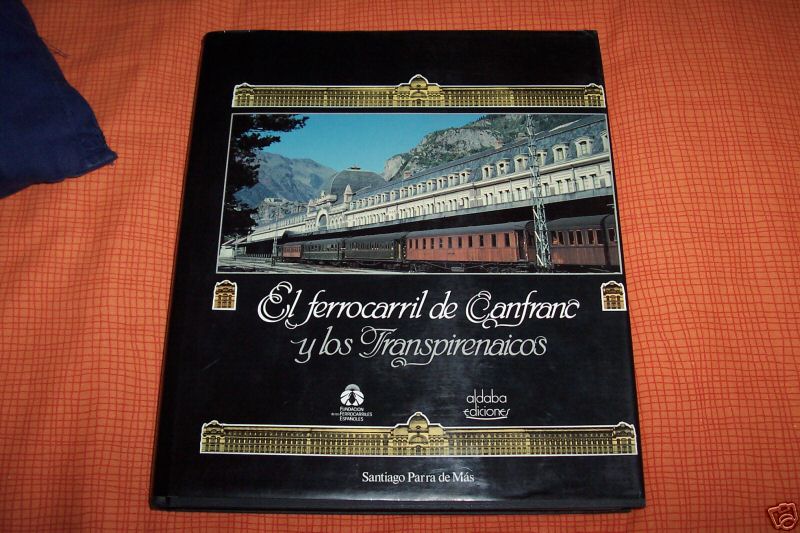 El ferrocarril de Canfranc
y los Transpirenaicos
FUNDACION
de los FERROCARRILES
ESPAÑOLES
aldaba
ediciones
Santiago Parra de Más